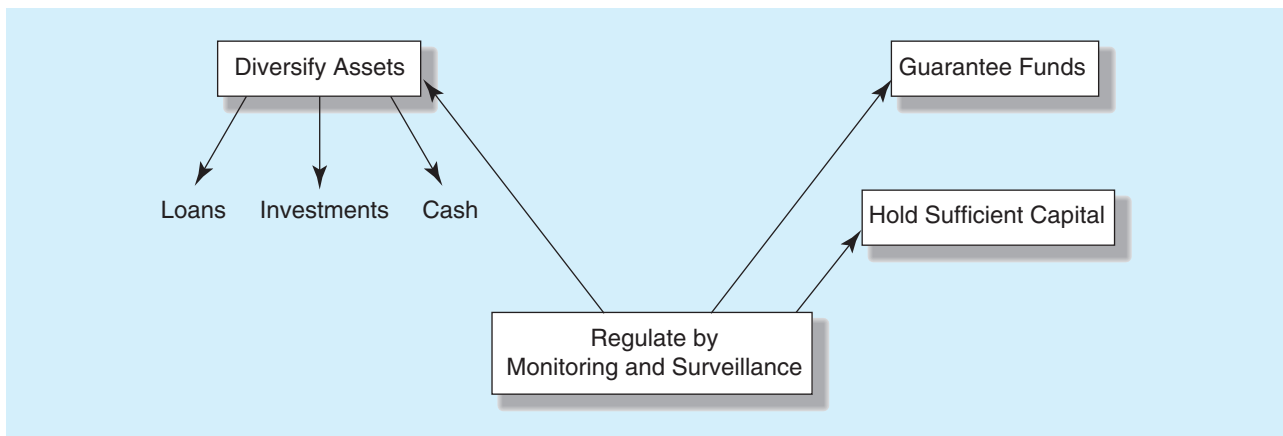 Diversify Assets
Guarantee Funds
Loans
Investments
Cash
Hold Sufficient Capital
Regulate by
Monitoring and Surveillance